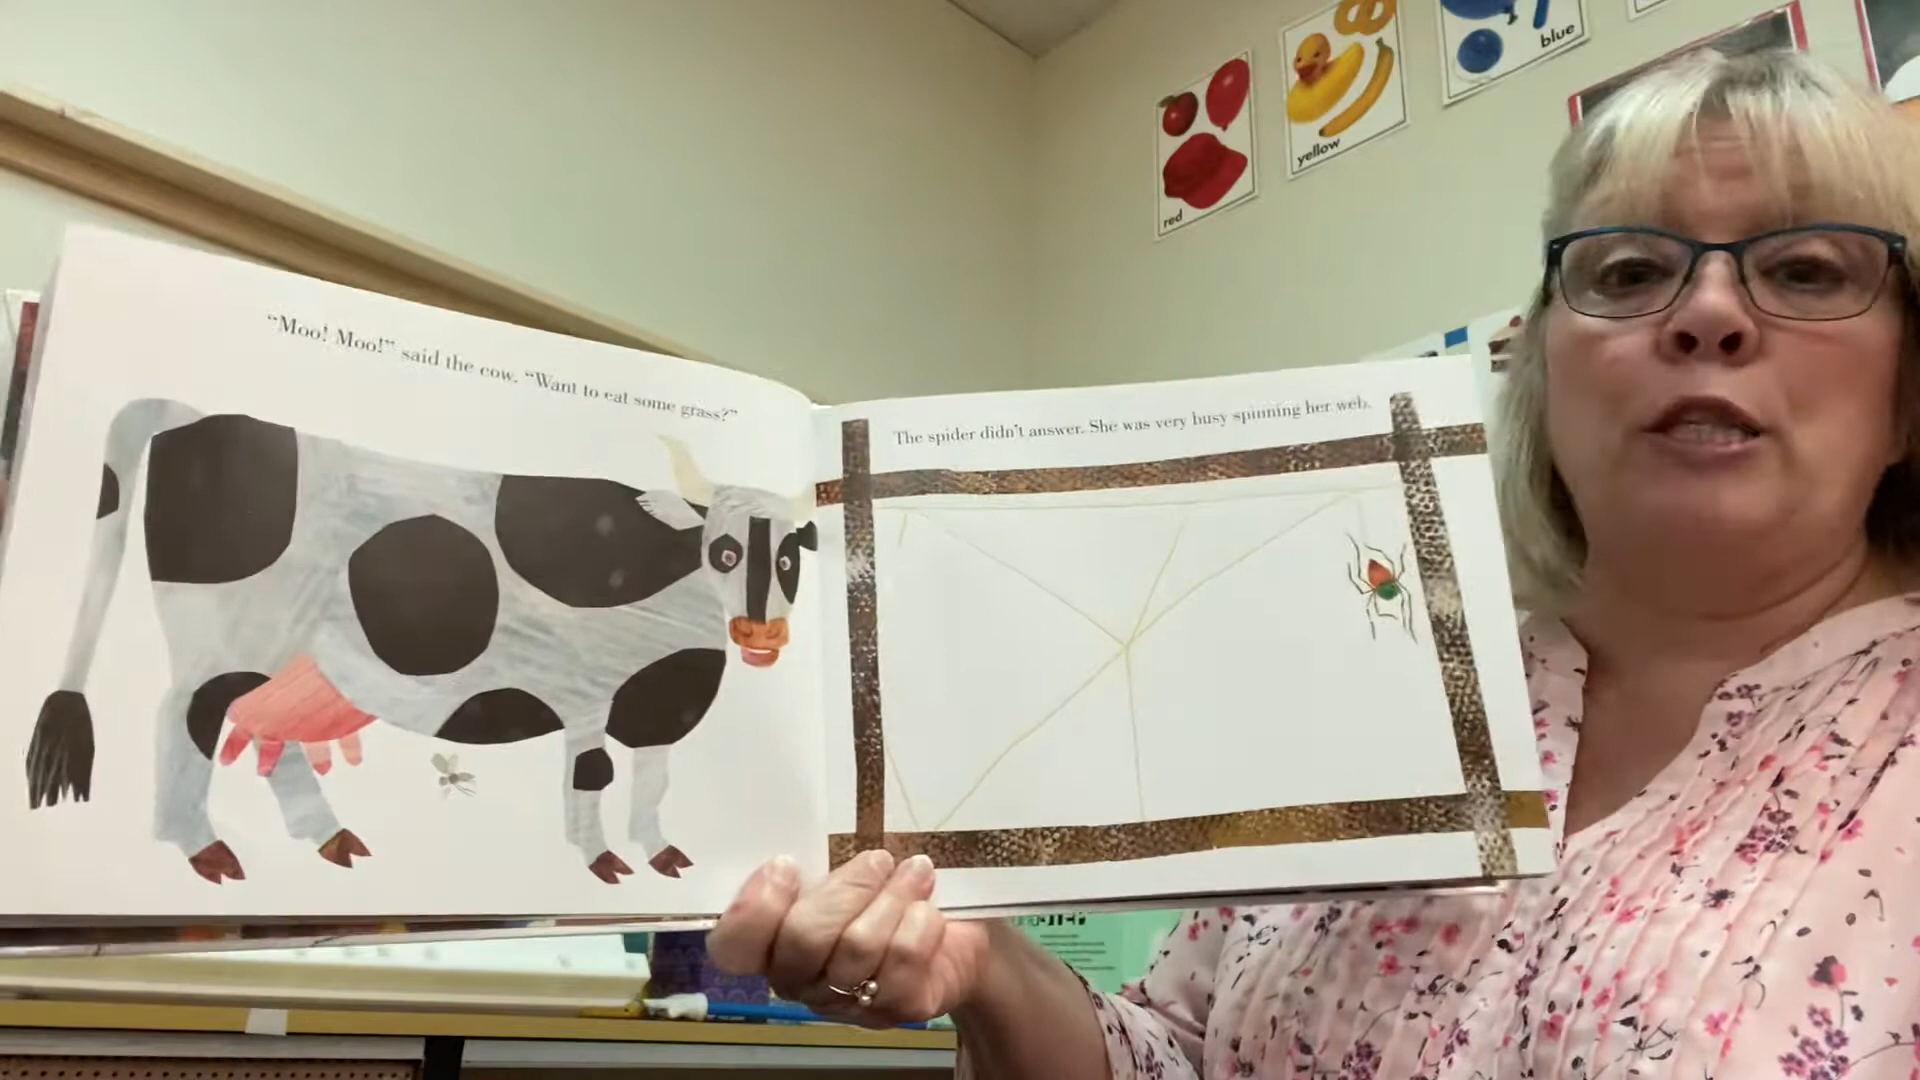 blue
yellow
red
“Moo! Moo!” said the cow. “Want to eat some grass?”
The spider didn’t answer. She was very busy spinning her web.